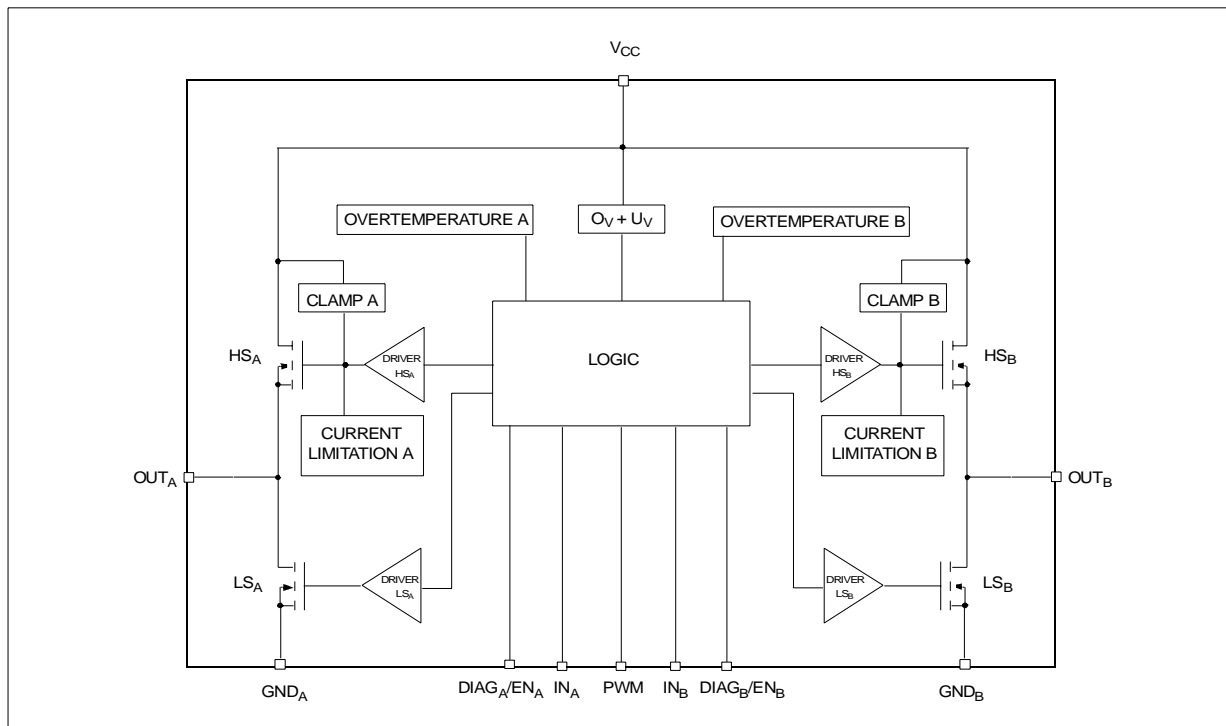 VCC
OVERTEMPERATURE A
OV + UV
OVERTEMPERATURE B
CLAMP A
CLAMP B
HSA
DRIVER
HSA
LOGIC
DRIVER
HSB
HSB
CURRENT
LIMITATION A
CURRENT
LIMITATION B
OUTA
OUTB
LSA
DRIVER
LSA
DRIVER
LSB
LSB
GNDA
DIAGA/ENA
INA
PWM
INB
DIAGB/ENB
GNDB